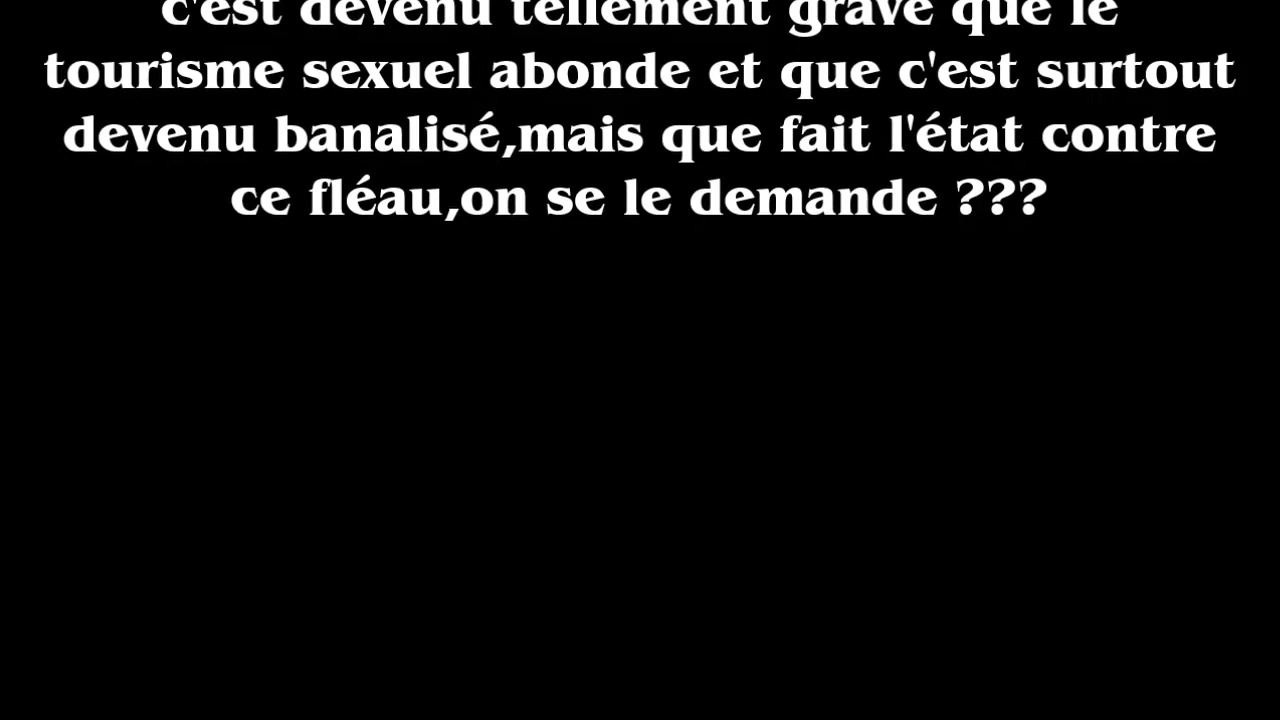 c'est devenu tellement grave que le
tourisme sexuel abonde et que c'est surtout
devenu banalisé,mais que fait l'état contre
ce fléau,on se le demande ???